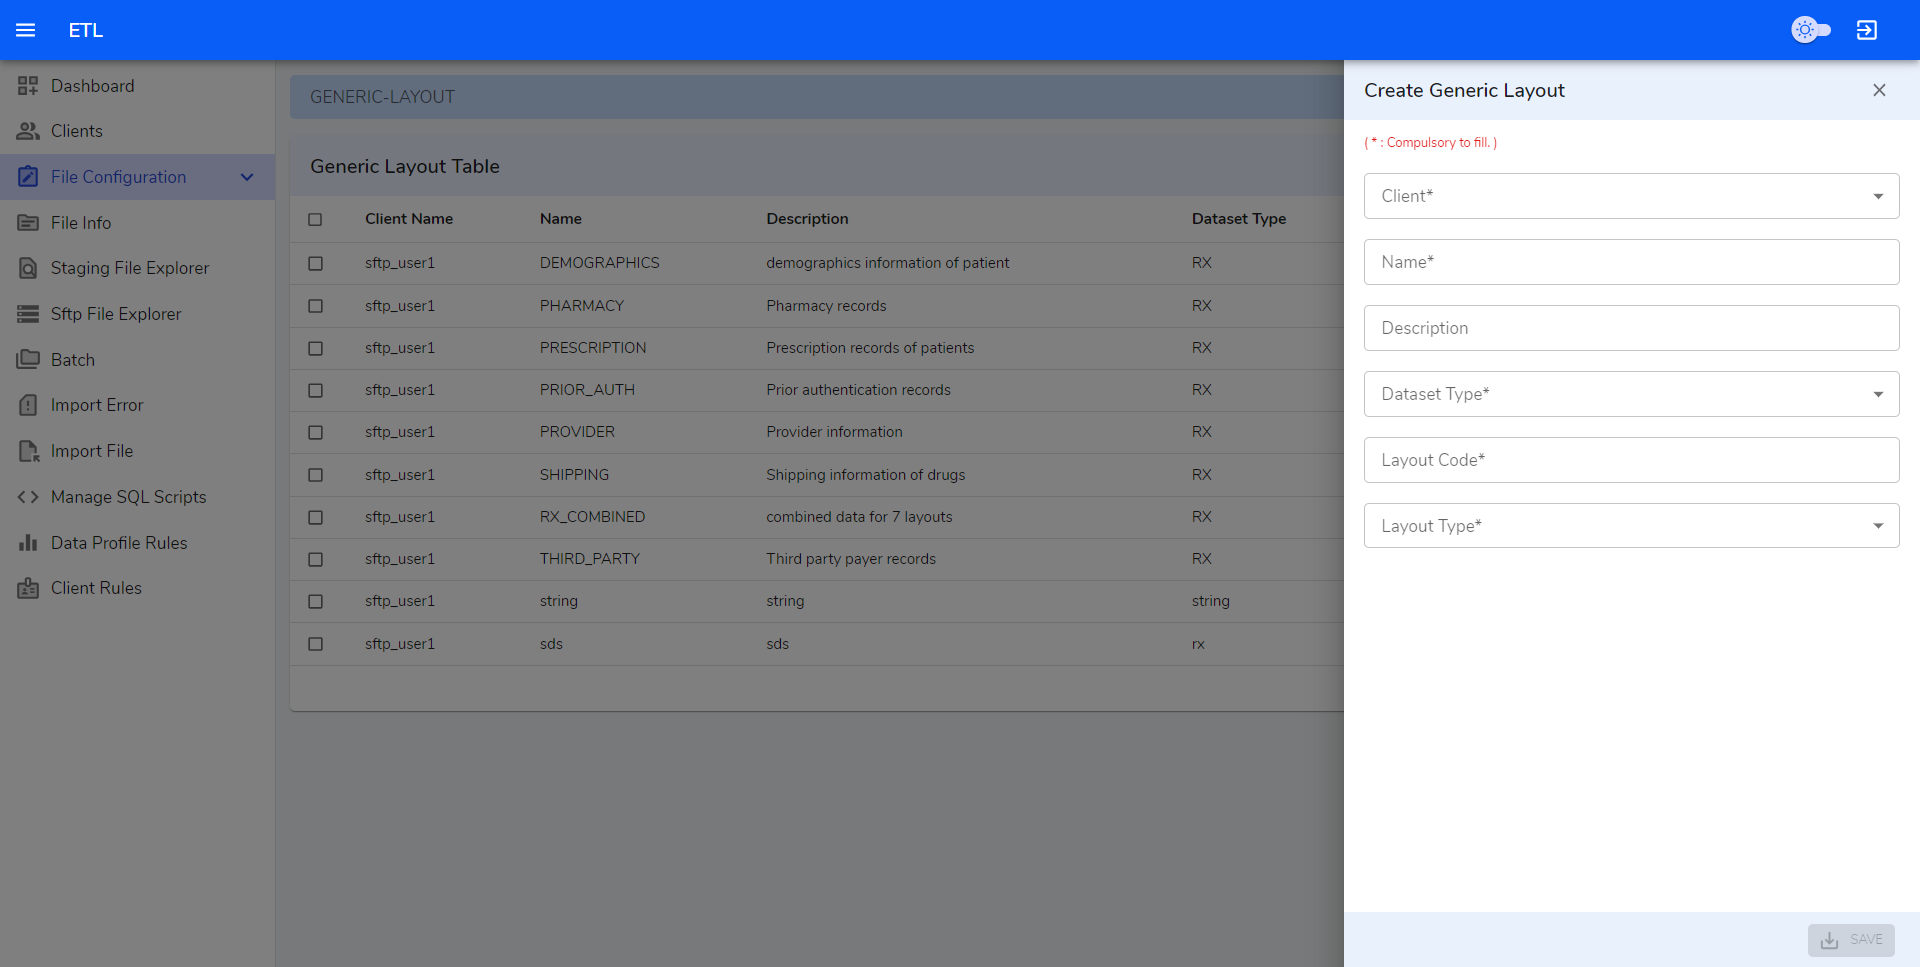 ETL
Dashboard
Clients
File Configuration
File Info
Staging File Explorer
Sftp File Explorer
Batch
Import Error
Import File
Manage SQL Scripts
Data Profile Rules
Client Rules
GENERIC-LAYOUT
Generic Layout Table
Client Name Name Description Dataset Type
sftp_user1 DEMOGRAPHICS demographics information of patient RX
sftp_user1 PHARMACY Pharmacy records RX
sftp_user1 PRESCRIPTION Prescription records of patients RX
sftp_user1 PRIOR_AUTH Prior authentication records RX
sftp_user1 PROVIDER Provider information RX
sftp_user1 SHIPPING Shipping information of drugs RX
sftp_user1 RX_COMBINED combined data for 7 layouts RX
sftp_user1 THIRD_PARTY Third party payer records RX
sftp_user1 string string string
sftp_user1 sds sds rx
Create Generic Layout
( * : Compulsory to fill. )
Client*
Name*
Description
Dataset Type*
Layout Code*
Layout Type*
SAVE